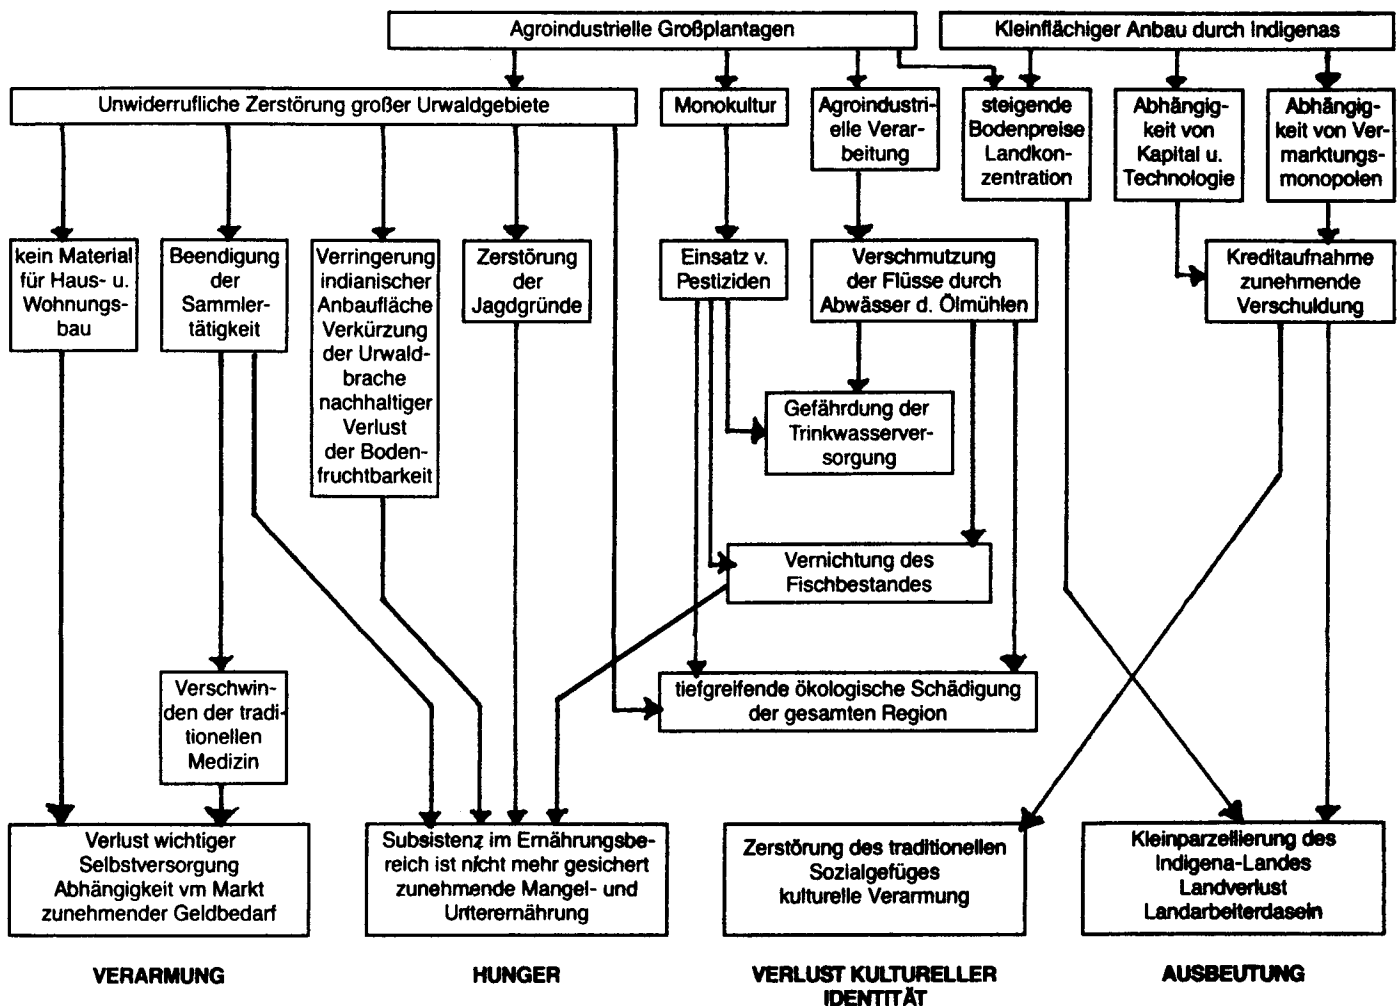 Agroindustrielle Großplantagen
Kleinflächiger Anbau durch Indigenas
Unwiderrufliche Zerstörung großer Urwaldgebiete
Monokultur
Agroindustri-
elle Verar-
beitung
steigende
Bodenpreise
Landkon-
zentration
Abhängig-
keit von
Kapital u.
Technologie
Abhängig-
keit von Ver-
marktungs-
monopolen
kein Material
für Haus- u.
Wohnungs-
bau
Beendigung
der
Sammler-
tätigkeit
Verringerung
indianischer
Anbaufläche
Verkürzung
der Urwald-
brache
nachhaltiger
Verlust
der Boden-
fruchtbarkeit
Zerstörung
der
Jagdgründe
Einsatz v.
Pestiziden
Verschmutzung
der Flüsse durch
Abwässer d. Ölmühlen
Kreditaufnahme
zunehmende
Verschuldung
Gefährdung der
Trinkwasserver-
sorgung
Vernichtung des
Fischbestandes
Verschwin-
den der tradi-
tionellen
Medizin
tiefgreifende ökologische Schädigung
der gesamten Region
Verlust wichtiger
Selbstversorgung
Abhängigkeit vm Markt
zunehmender Geldbedarf
Subsistenz im Ernährungsbe-
reich ist nicht mehr gesichert
zunehmende Mangel- und
Unterernährung
Zerstörung des traditionellen
Sozialgefüges
kulturelle Verarmung
Kleinparzellierung des
Indigena-Landes
Landverlust
Landarbeiterdasein
VERARMUNG
HUNGER
VERLUST KULTURELLER
IDENTITÄT
AUSBEUTUNG